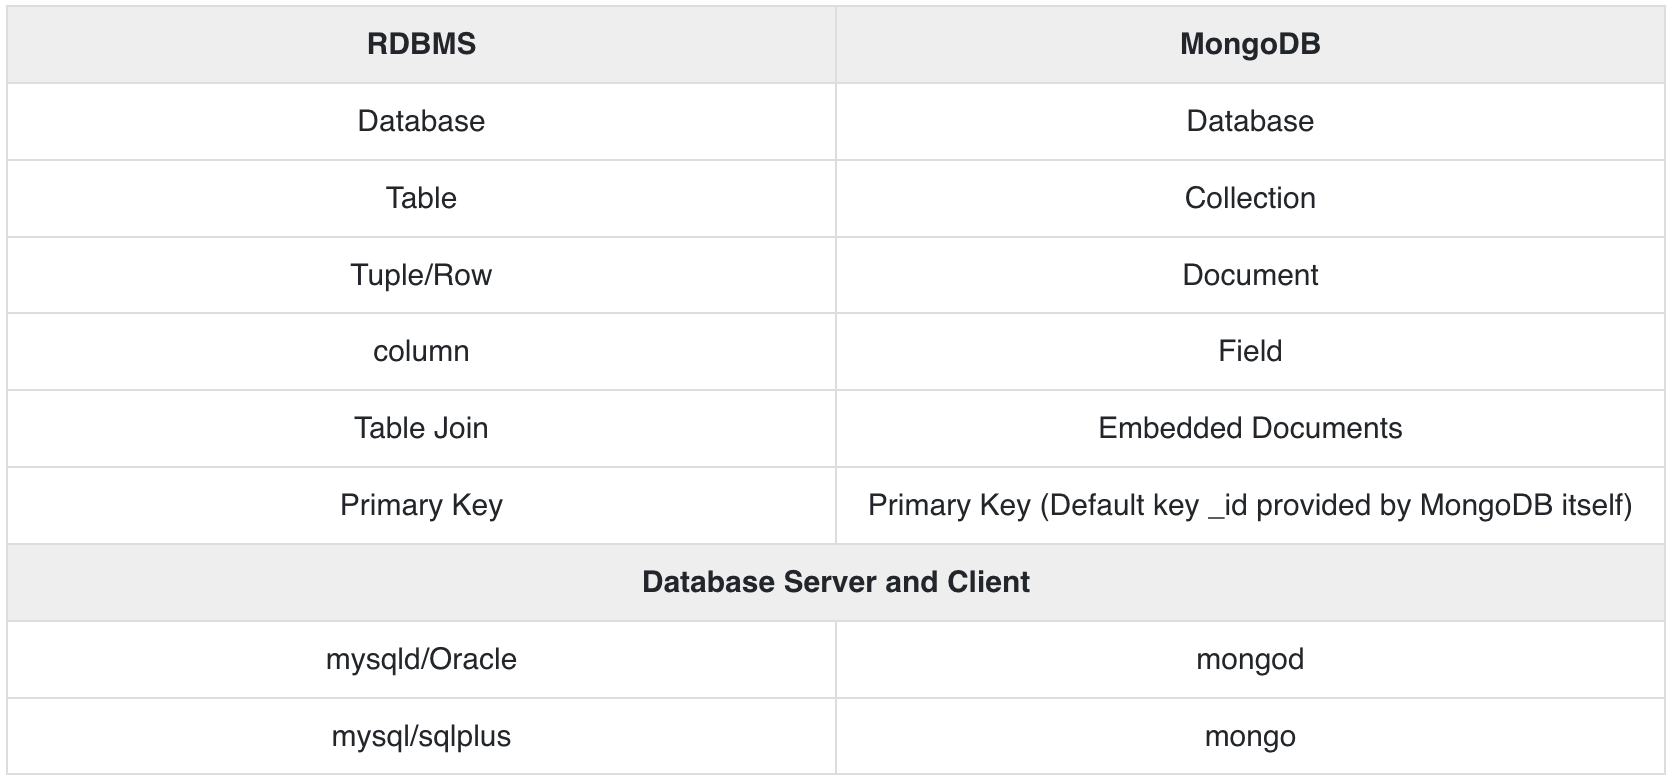 RDBMS MongoDB
Database Database
Table Collection
Tuple/Row Document
column Field
Table Join Embedded Documents
Primary Key Primary Key (Default key _id provided by MongoDB itself)
Database Server and Client
mysqld/Oracle mongod
mysql/sqlplus mongo